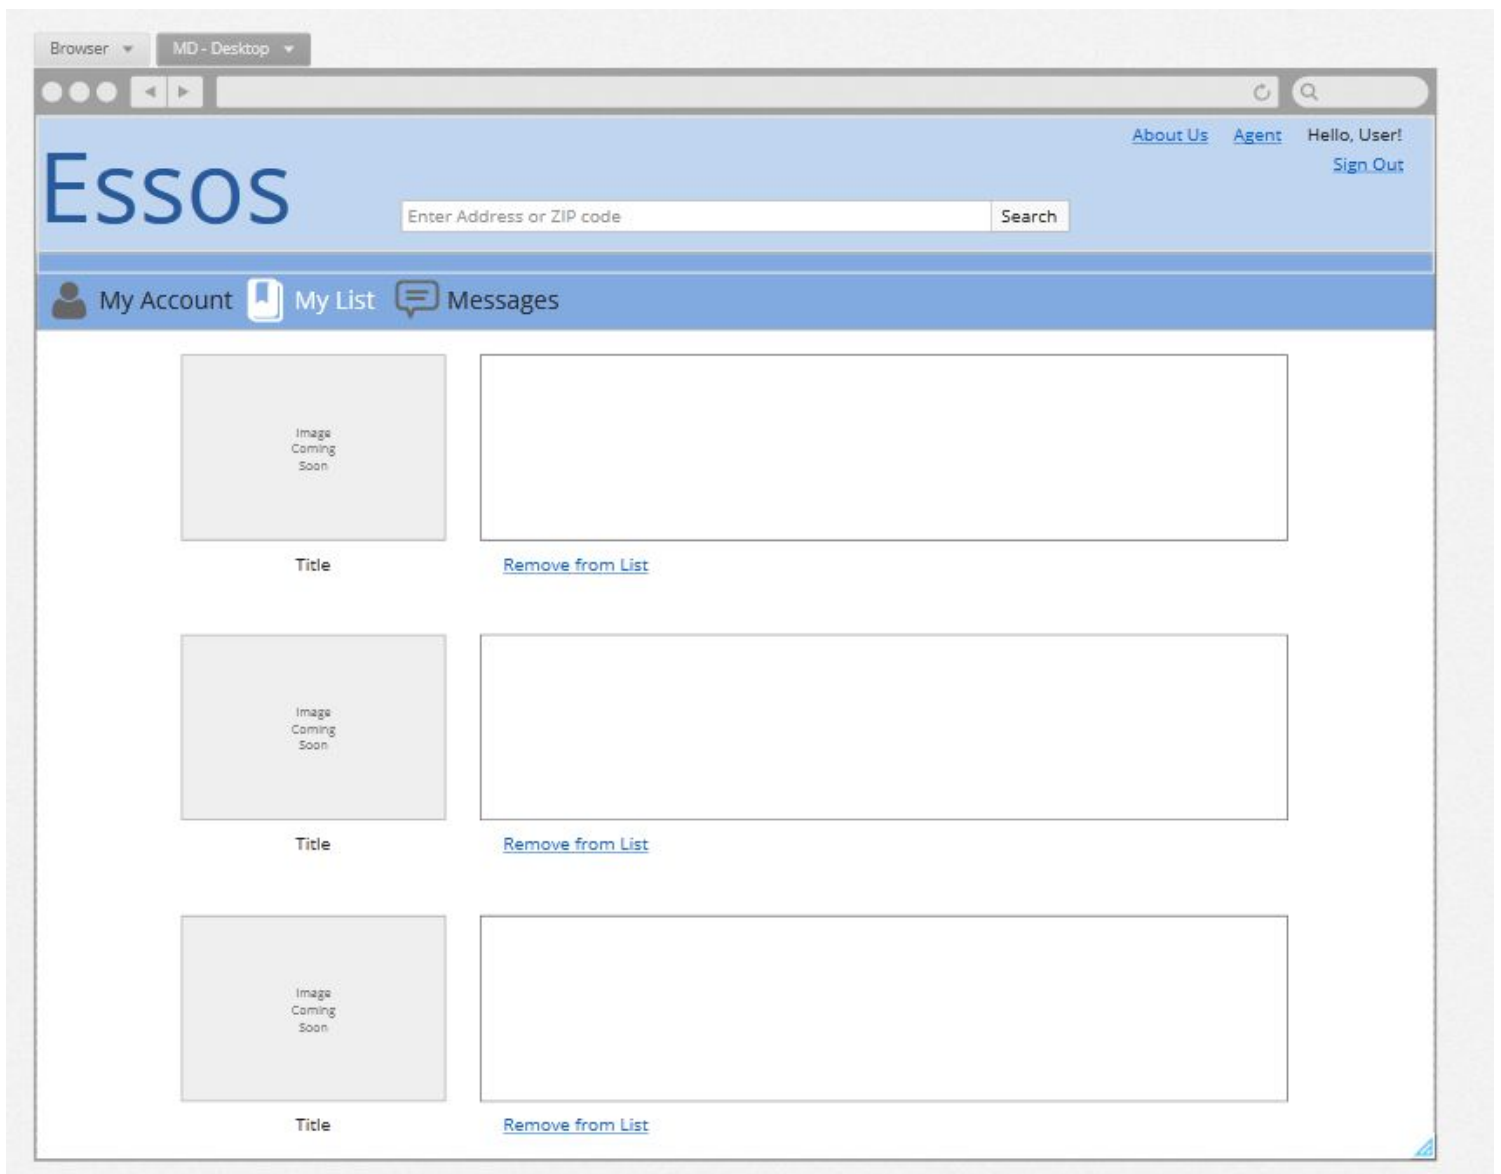 Browser MD - Desktop
About Us Agent Hello, User!
Sign Out
Essos
Enter Address or ZIP code Search
My Account My List Messages
Image
Coming
Soon
Title Remove from List
Image
Coming
Soon
Title Remove from List
Image
Coming
Soon
Title Remove from List